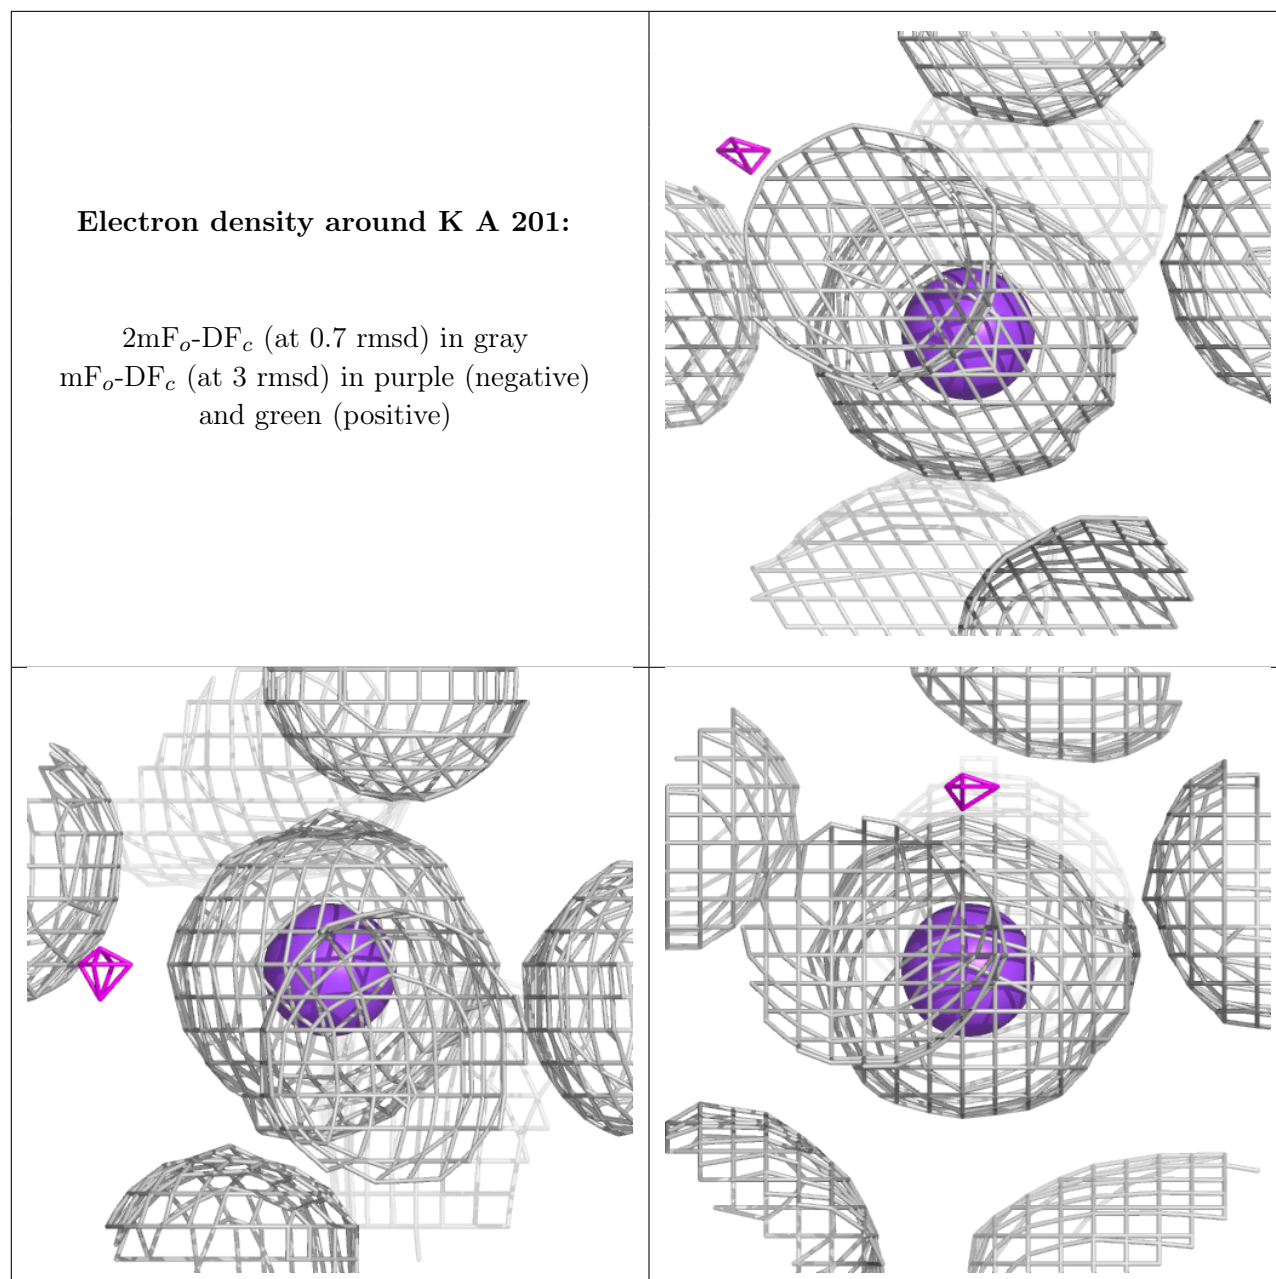 Electron density around K A 201:
2mFo-DFc (at 0.7 rmsd) in gray
mFo-DFc (at 3 rmsd) in purple (negative)
and green (positive)